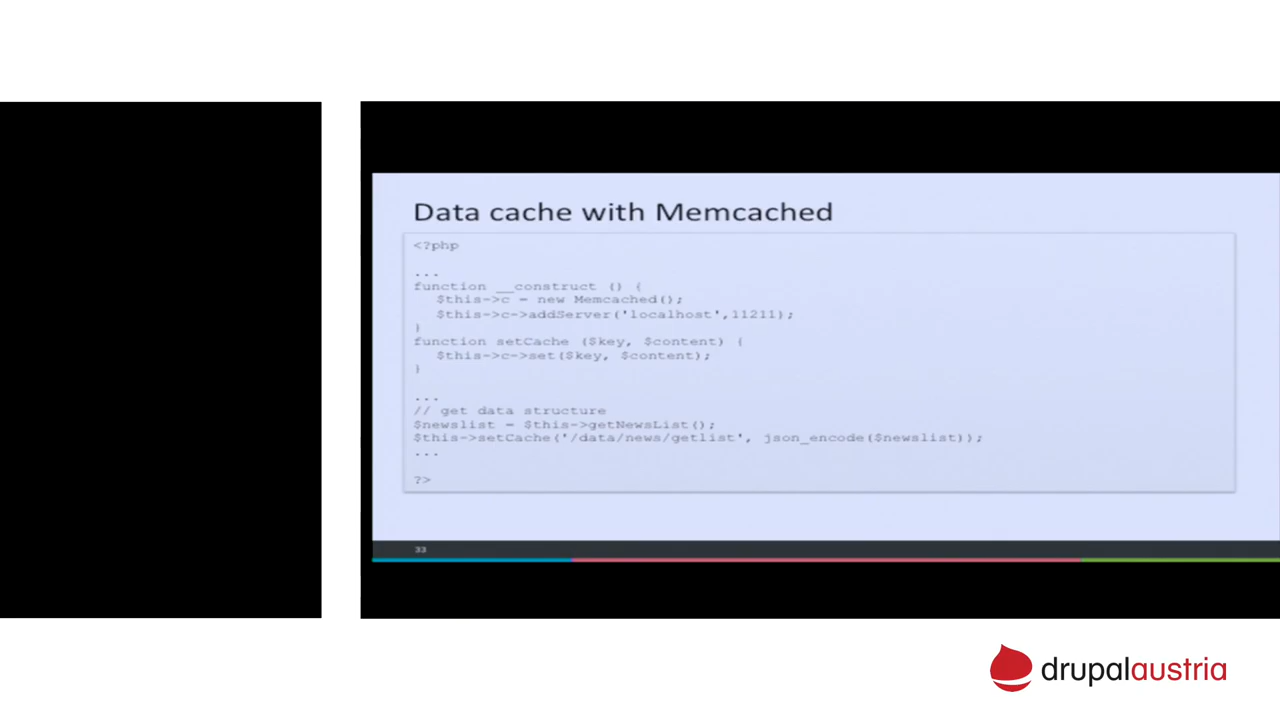 Data cache with Memcached
<?php
...
function __construct () {
$this->c = new Memcached();
$this->c->addServer('localhost',11211);
}
function setCache ($key, $content) {
$this->c->set($key, $content);
}
...
// get data structure
$newslist = $this->getNewsList();
$this->setCache('/data/news/getlist', json_encode($newslist));
...
?>
33
drupalaustria